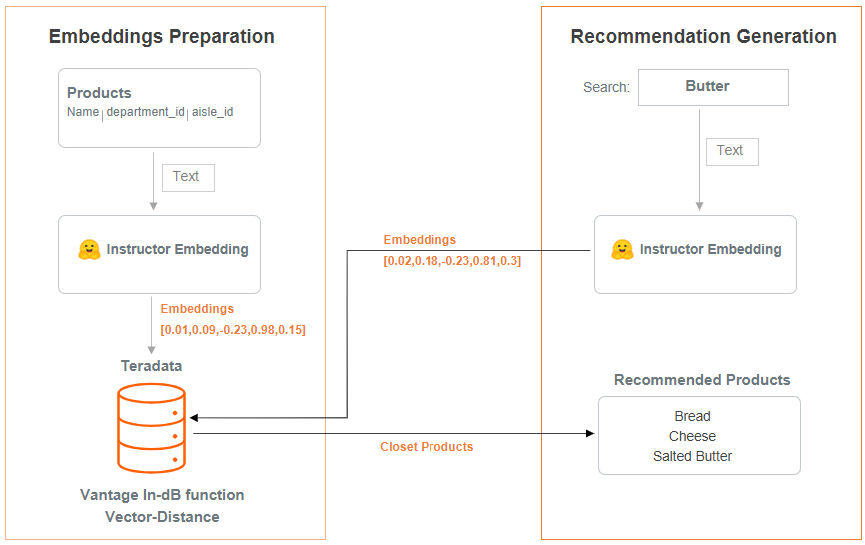 Embeddings Preparation
Products
Name | department_id | aisle_id
Text
Instructor Embedding
Embeddings
[0.01,0.09,-0.23,0.98,0.15]
Teradata
Vantage In-dB function
Vector-Distance
Embeddings
[0.02,0.18,-0.23,0.81,0.3]
Closet Products
Recommendation Generation
Search: Butter
Text
Instructor Embedding
Recommended Products
Bread
Cheese
Salted Butter